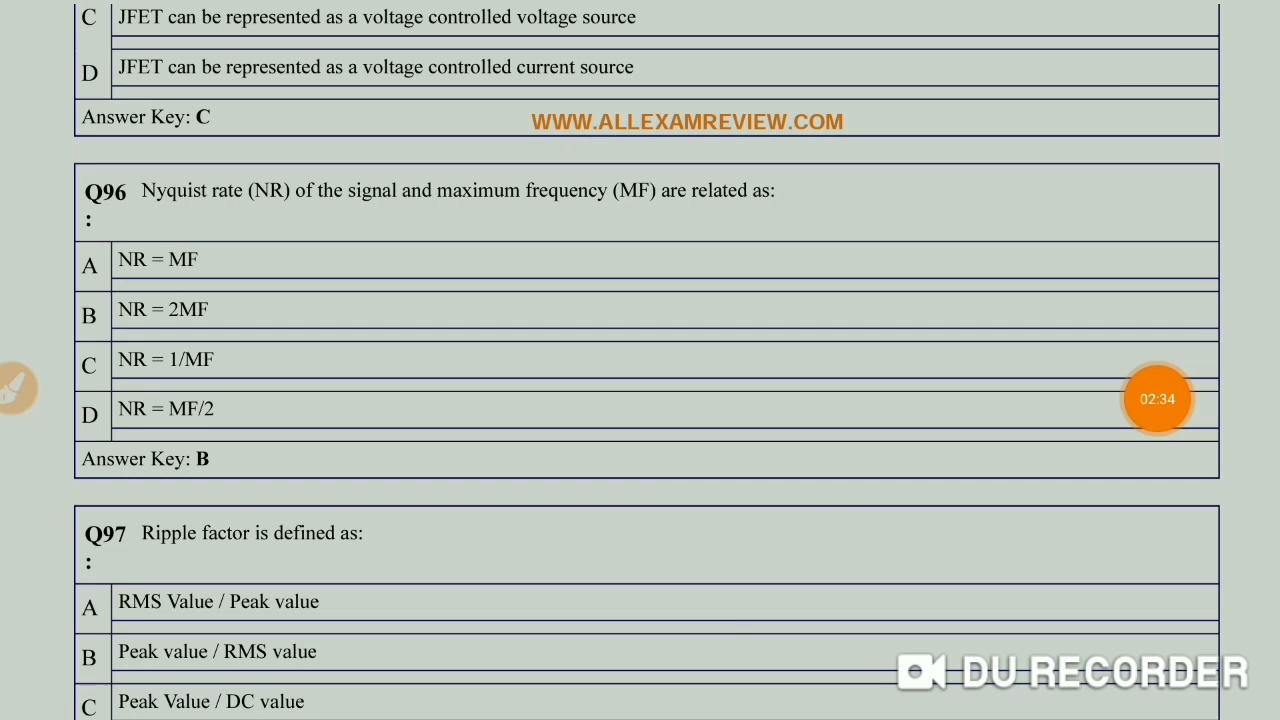 C JFET can be represented as a voltage controlled voltage source
D JFET can be represented as a voltage controlled current source
Answer Key: C
WWW.ALLEXAMREVIEW.COM
Q96 Nyquist rate (NR) of the signal and maximum frequency (MF) are related as:
:
A NR = MF
B NR = 2MF
C NR = 1/MF
D NR = MF/2
02:34
Answer Key: B
Q97 Ripple factor is defined as:
:
A RMS Value / Peak value
B Peak value / RMS value
DU RECORDER
C Peak Value / DC value